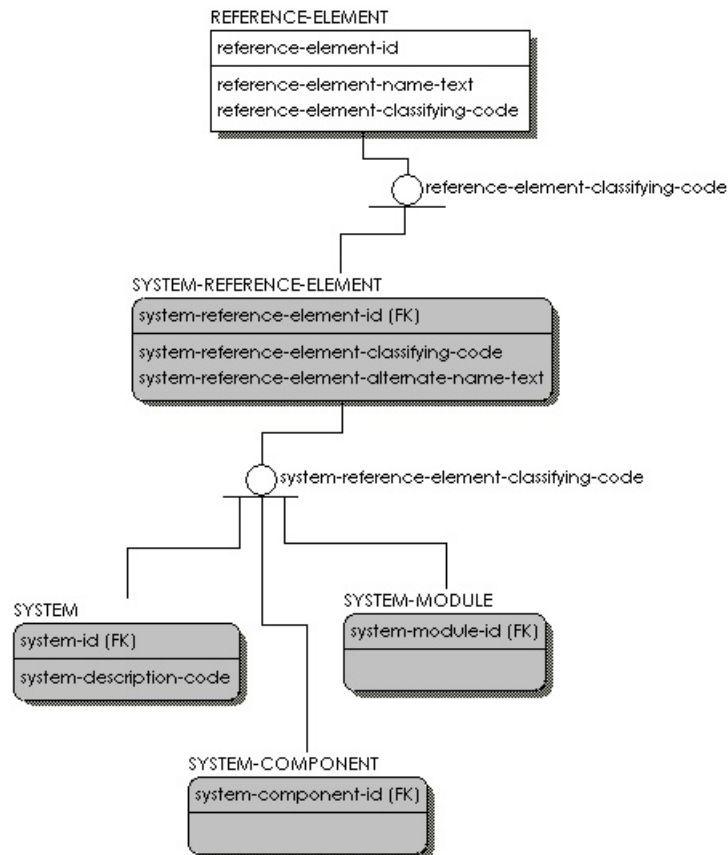 REFERENCE-ELEMENT
reference-element-id
reference-element-name-text
reference-element-classifying-code
reference-element-classifying-code
SYSTEM-REFERENCE-ELEMENT
system-reference-element-id (FK)
system-reference-element-classifying-code
system-reference-element-alternate-name-text
system-reference-element-classifying-code
SYSTEM
system-id (FK)
system-description-code
SYSTEM-MODULE
system-module-id (FK)
SYSTEM-COMPONENT
system-component-id (FK)